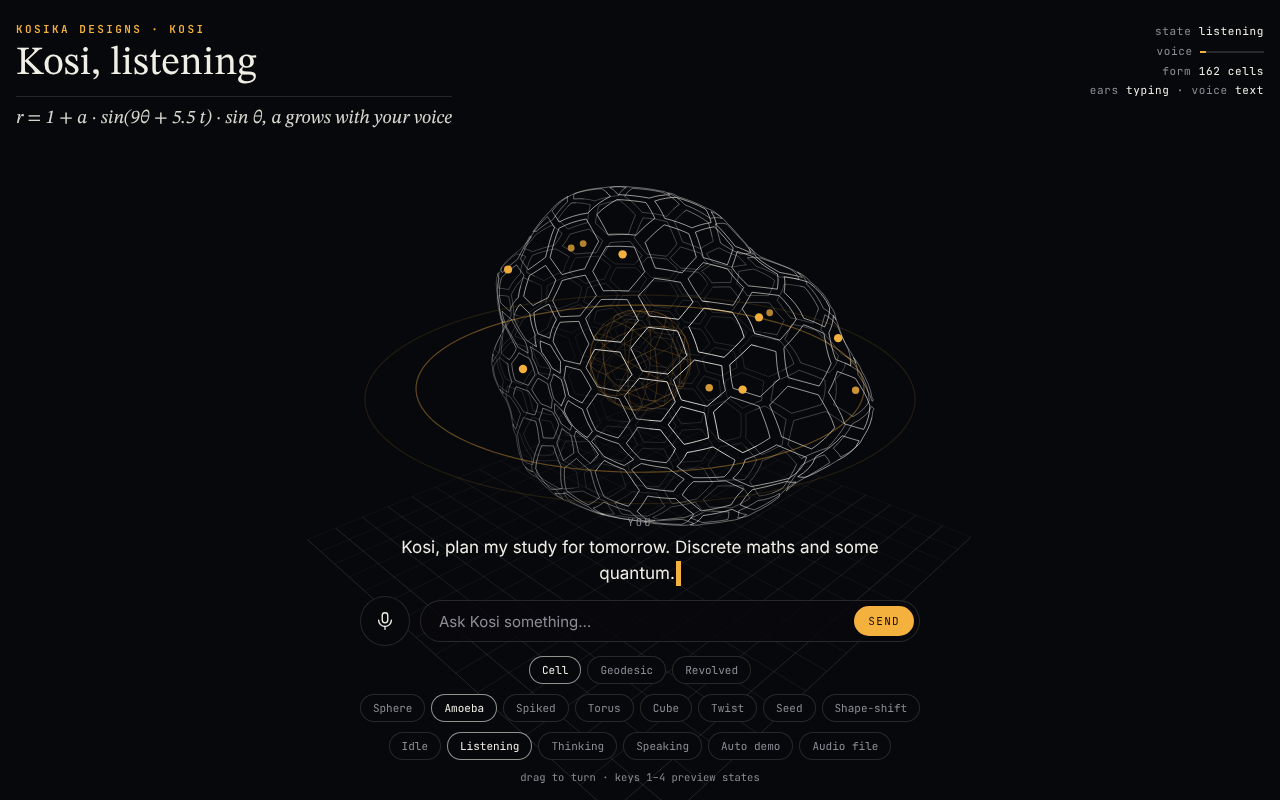 KOSIKA DESIGNS · KOSI
Kosi, listening
r = 1 + a · sin(9θ + 5.5 t) · sin θ, a grows with your voice
state listening
voice
form 162 cells
ears typing · voice text
YOU
Kosi, plan my study for tomorrow. Discrete maths and some
quantum.
Ask Kosi something...
SEND
Cell Geodesic Revolved
Sphere Amoeba Spiked Torus Cube Twist Seed Shape-shift
Idle Listening Thinking Speaking Auto demo Audio file
drag to turn · keys 1–4 preview states